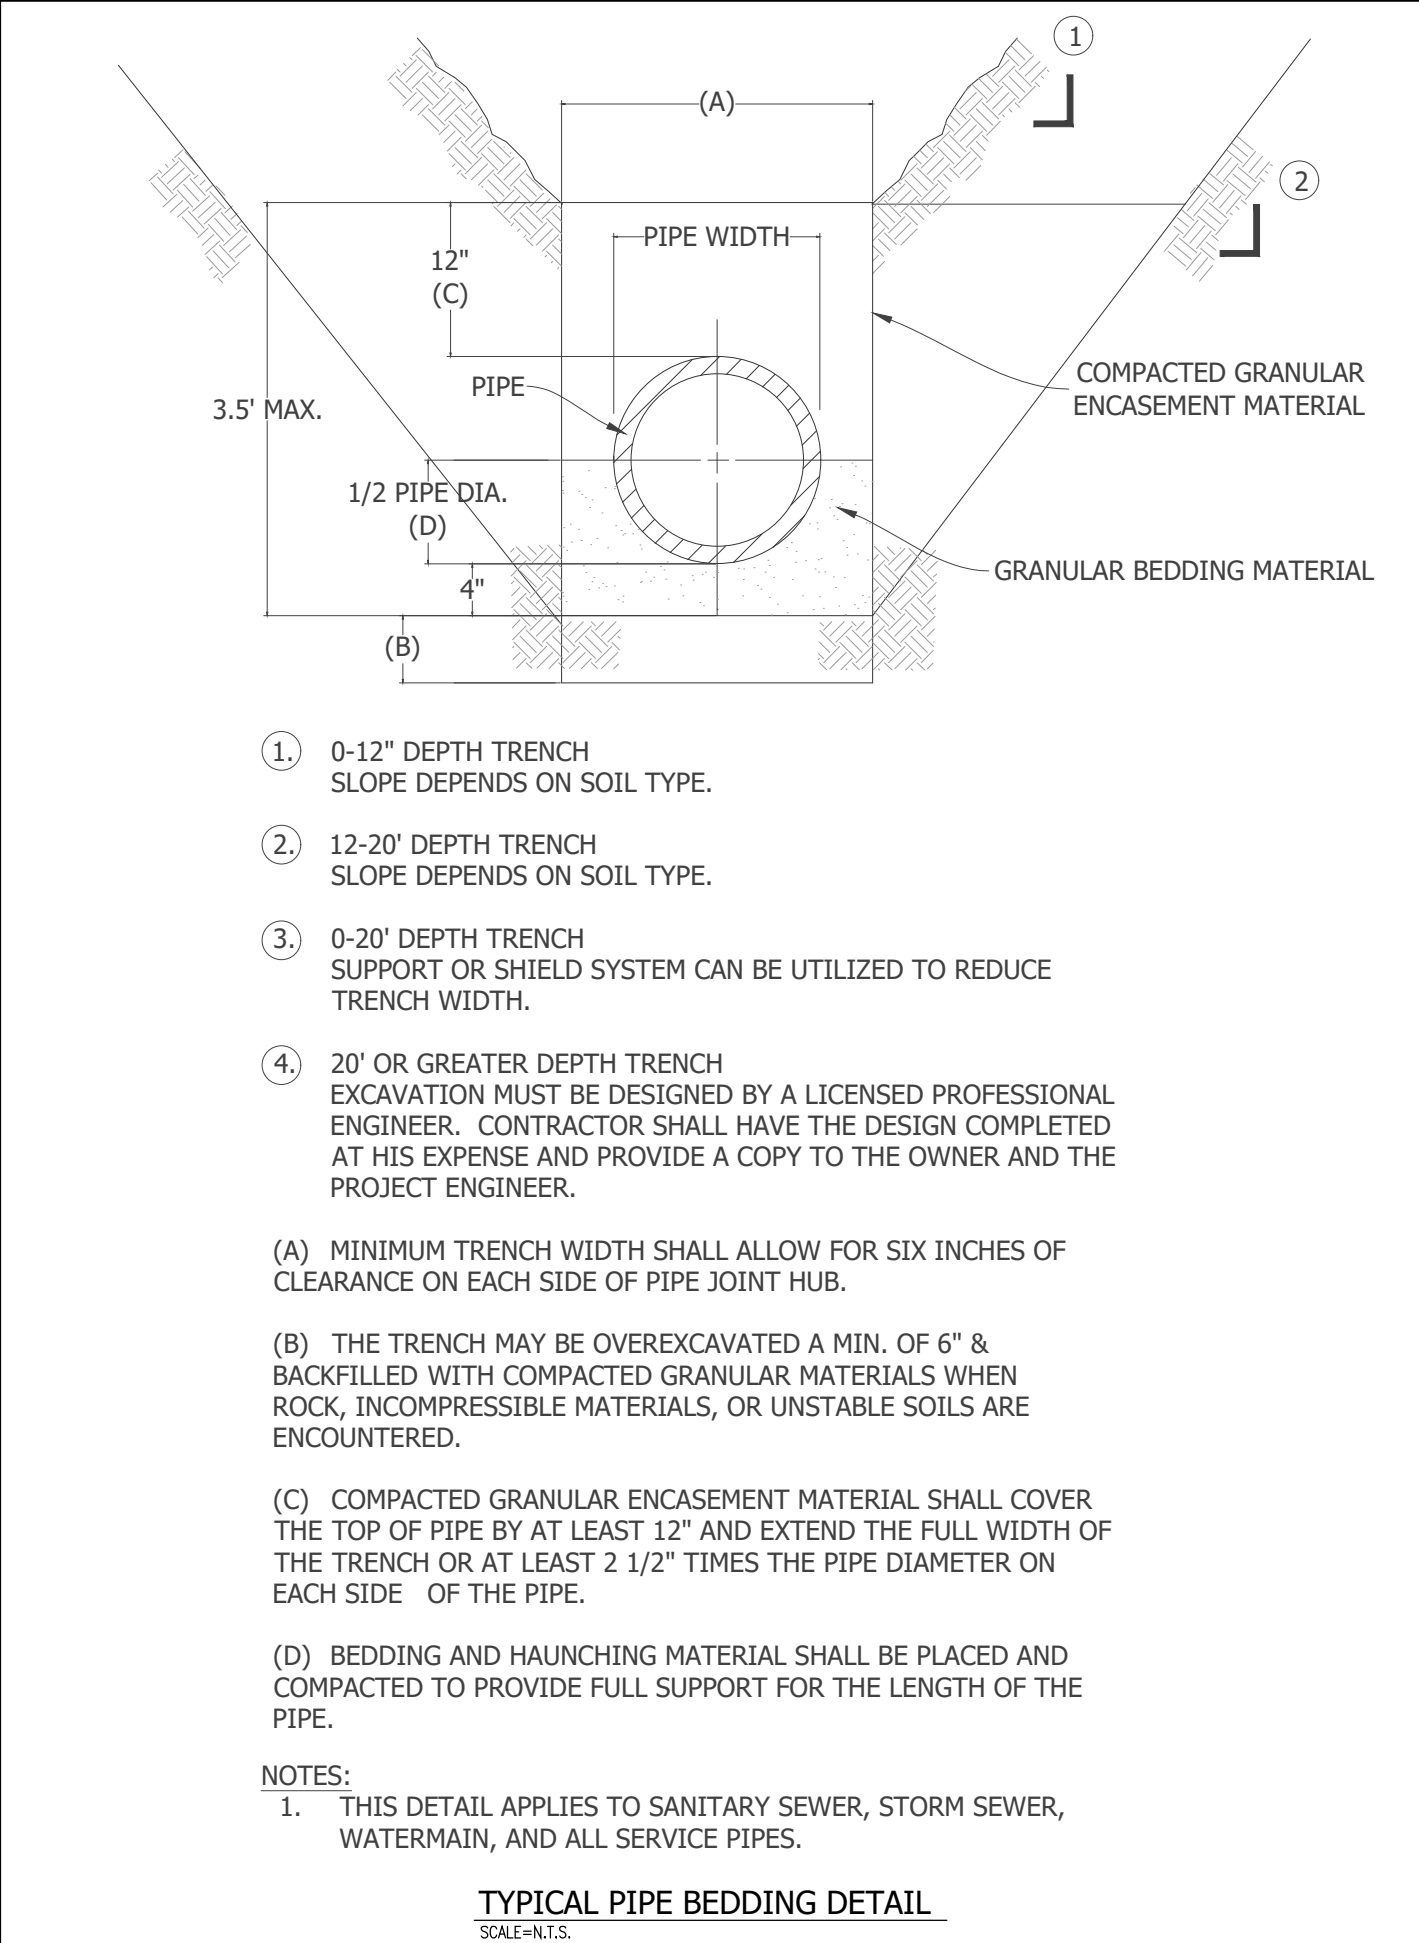 1
(A)
2
PIPE WIDTH
12"
(C)
COMPACTED GRANULAR
ENCASEMENT MATERIAL
PIPE
3.5' MAX.
1/2 PIPE DIA.
(D)
GRANULAR BEDDING MATERIAL
4"
(B)
1. 0-12" DEPTH TRENCH
SLOPE DEPENDS ON SOIL TYPE.
2. 12-20' DEPTH TRENCH
SLOPE DEPENDS ON SOIL TYPE.
3. 0-20' DEPTH TRENCH
SUPPORT OR SHIELD SYSTEM CAN BE UTILIZED TO REDUCE
TRENCH WIDTH.
4. 20' OR GREATER DEPTH TRENCH
EXCAVATION MUST BE DESIGNED BY A LICENSED PROFESSIONAL
ENGINEER. CONTRACTOR SHALL HAVE THE DESIGN COMPLETED
AT HIS EXPENSE AND PROVIDE A COPY TO THE OWNER AND THE
PROJECT ENGINEER.
(A) MINIMUM TRENCH WIDTH SHALL ALLOW FOR SIX INCHES OF
CLEARANCE ON EACH SIDE OF PIPE JOINT HUB.
(B) THE TRENCH MAY BE OVEREXCAVATED A MIN. OF 6" &
BACKFILLED WITH COMPACTED GRANULAR MATERIALS WHEN
ROCK, INCOMPRESSIBLE MATERIALS, OR UNSTABLE SOILS ARE
ENCOUNTERED.
(C) COMPACTED GRANULAR ENCASEMENT MATERIAL SHALL COVER
THE TOP OF PIPE BY AT LEAST 12" AND EXTEND THE FULL WIDTH OF
THE TRENCH OR AT LEAST 2 1/2" TIMES THE PIPE DIAMETER ON
EACH SIDE OF THE PIPE.
(D) BEDDING AND HAUNCHING MATERIAL SHALL BE PLACED AND
COMPACTED TO PROVIDE FULL SUPPORT FOR THE LENGTH OF THE
PIPE.
NOTES:
1. THIS DETAIL APPLIES TO SANITARY SEWER, STORM SEWER,
WATERMAIN, AND ALL SERVICE PIPES.
TYPICAL PIPE BEDDING DETAIL
SCALE=N.T.S.